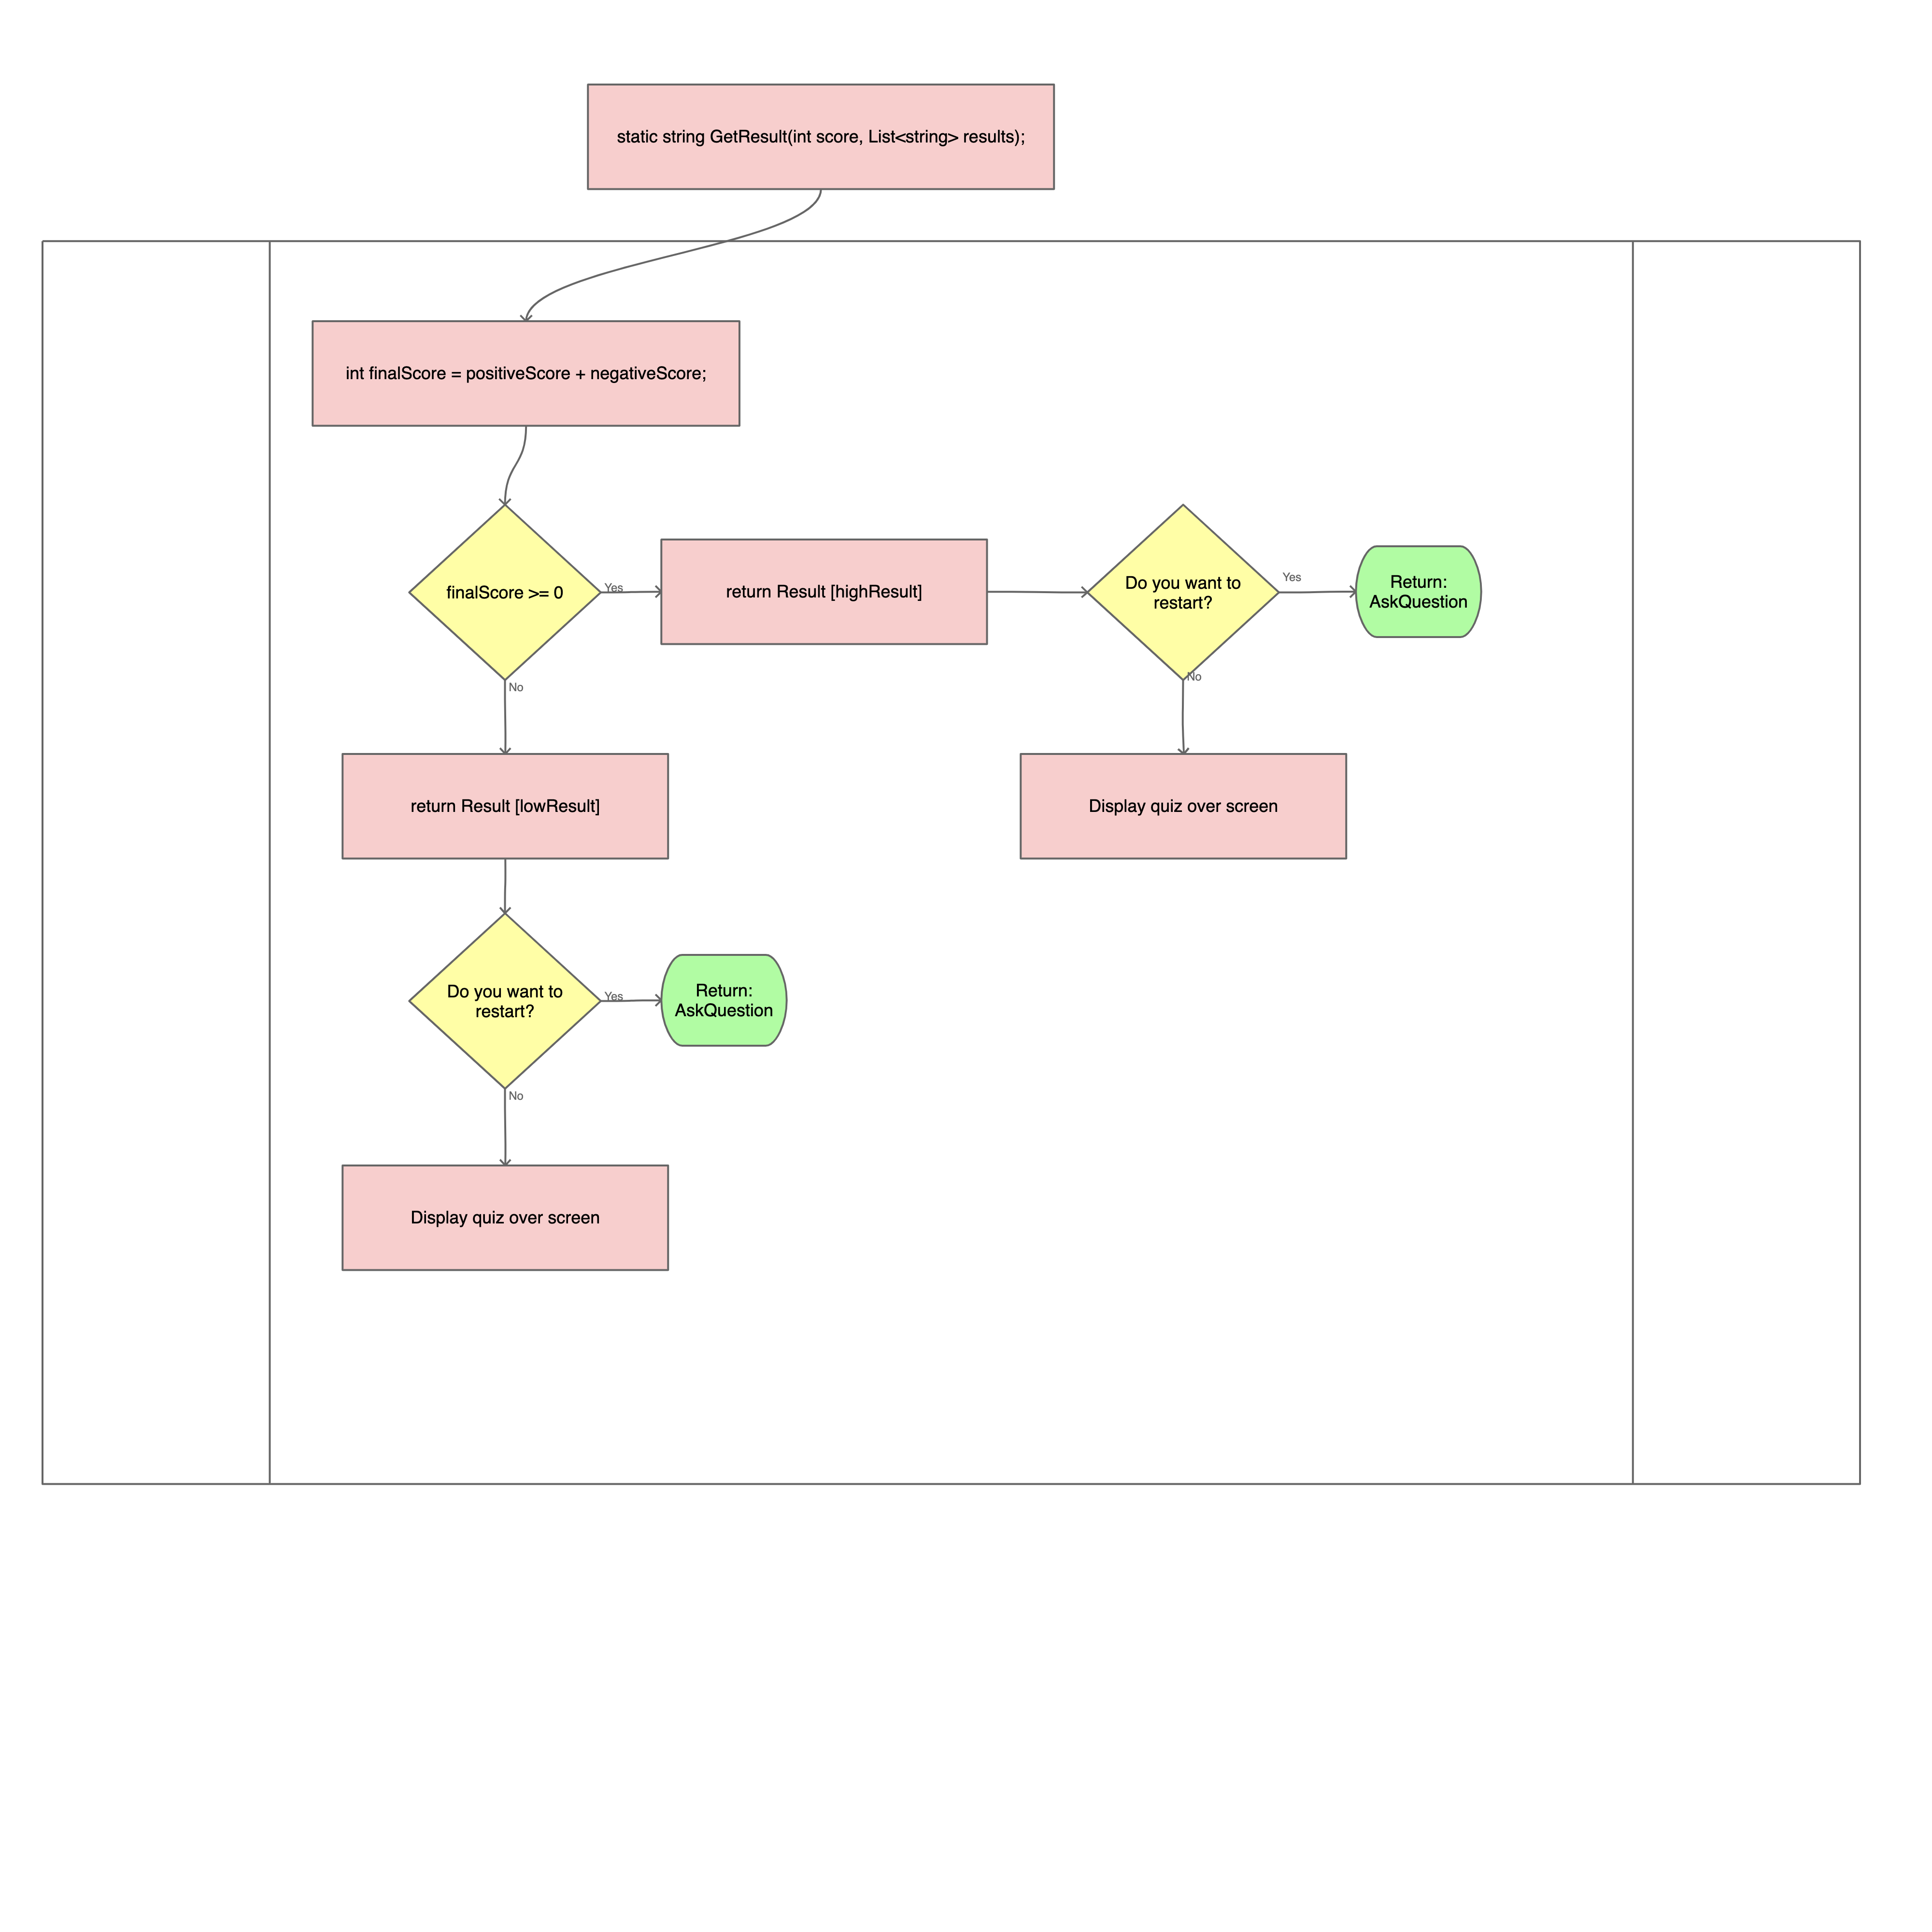 static string GetResult(int score, List<string> results);
int finalScore = positiveScore + negativeScore;
finalScore >= 0
Yes
return Result [highResult]
Do you want to
restart?
Yes
Return:
AskQuestion
No
No
return Result [lowResult]
Display quiz over screen
Do you want to
restart?
Yes
Return:
AskQuestion
No
Display quiz over screen